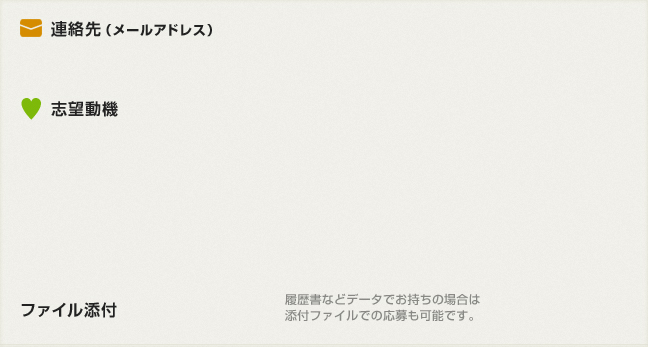 連絡先（メールアドレス）
志望動機
ファイル添付
履歴書などデータでお持ちの場合は
添付ファイルでの応募も可能です。